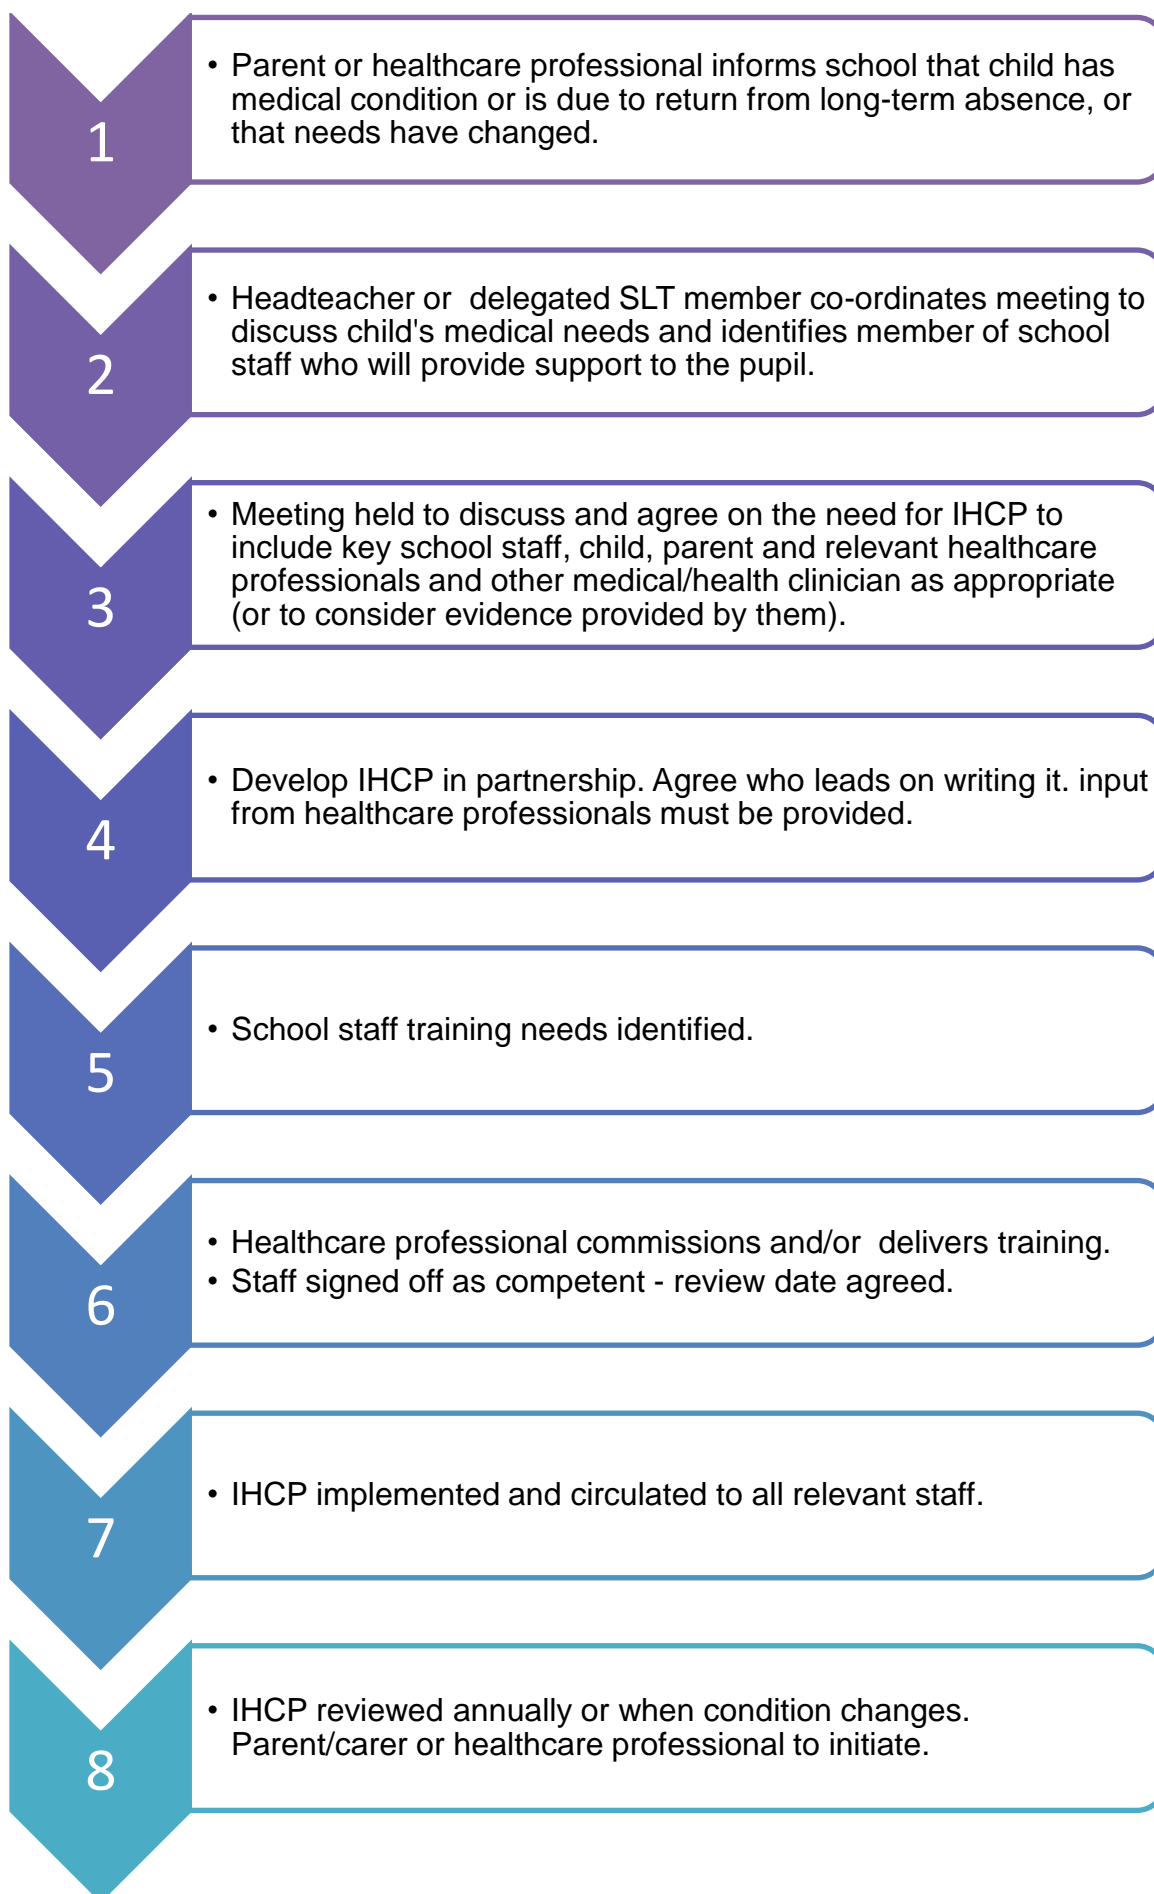 1
• Parent or healthcare professional informs school that child has
medical condition or is due to return from long-term absence, or
that needs have changed.
2
• Headteacher or  delegated SLT member co-ordinates meeting to
discuss child's medical needs and identifies member of school
staff who will provide support to the pupil.
3
• Meeting held to discuss and agree on the need for IHCP to
include key school staff, child, parent and relevant healthcare
professionals and other medical/health clinician as appropriate
(or to consider evidence provided by them).
4
• Develop IHCP in partnership. Agree who leads on writing it. input
from healthcare professionals must be provided.
5
• School staff training needs identified.
6
• Healthcare professional commissions and/or  delivers training.
• Staff signed off as competent - review date agreed.
7
• IHCP implemented and circulated to all relevant staff.
8
• IHCP reviewed annually or when condition changes.
Parent/carer or healthcare professional to initiate.